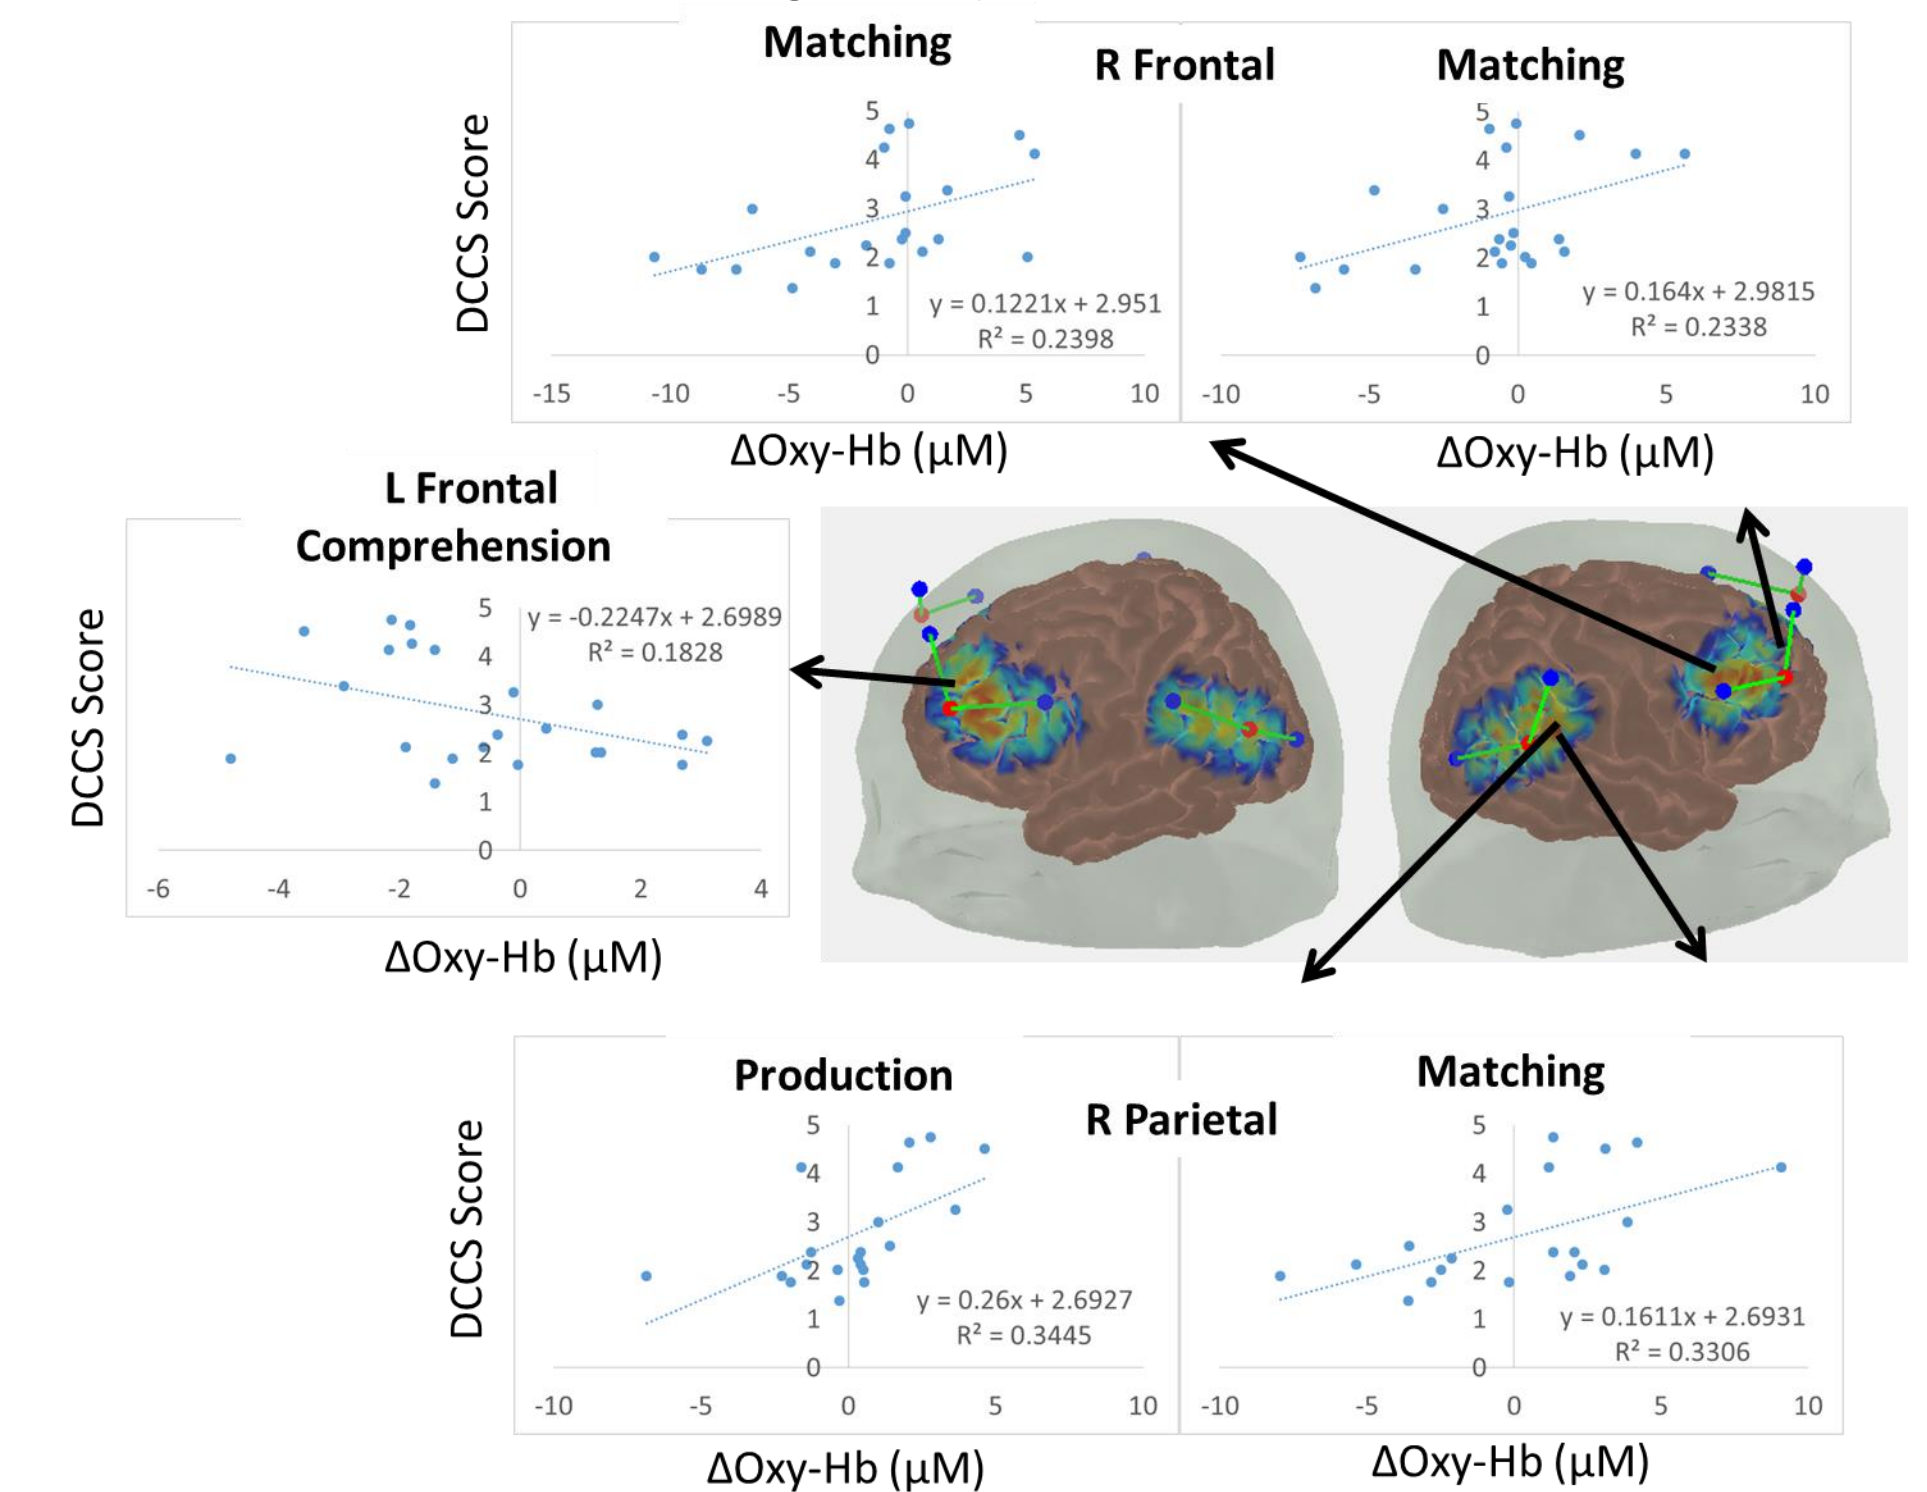 Matching
R Frontal
Matching
DCCS Score
5
4
3
2
1
0
y = 0.1221x + 2.951
R² = 0.2398
-15 -10 -5 0 5 10
ΔOxy-Hb (μM)
5
4
3
2
1
0
y = 0.164x + 2.9815
R² = 0.2338
-10 -5 0 5 10
ΔOxy-Hb (μM)
L Frontal
Comprehension
DCCS Score
5
4
3
2
1
0
y = -0.2247x + 2.6989
R² = 0.1828
-6 -4 -2 0 2 4
ΔOxy-Hb (μM)
Production
R Parietal
Matching
DCCS Score
5
4
3
2
1
0
y = 0.26x + 2.6927
R² = 0.3445
-10 -5 0 5 10
ΔOxy-Hb (μM)
5
4
3
2
1
0
y = 0.1611x + 2.6931
R² = 0.3306
-10 -5 0 5 10
ΔOxy-Hb (μM)